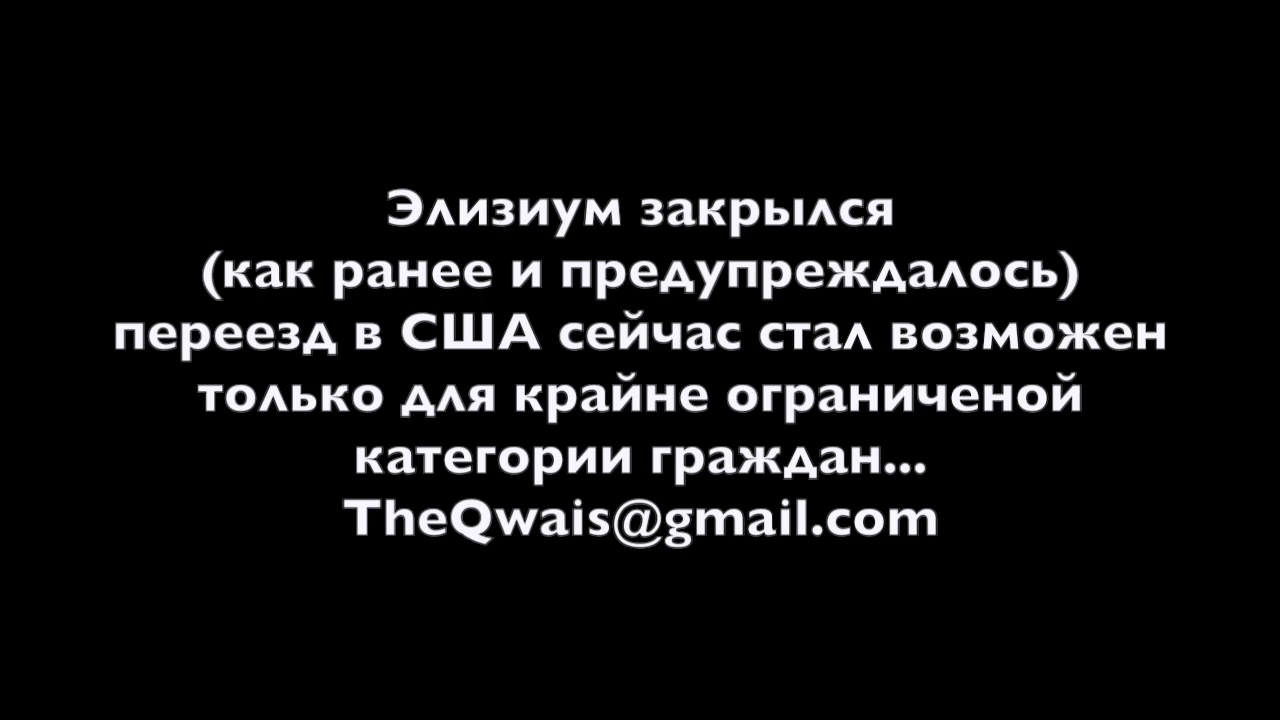 Элизиум закрылся
(как ранее и предупреждалось)
переезд в США сейчас стал возможен
только для крайне ограниченой
категории граждан...
TheQwais@gmail.com